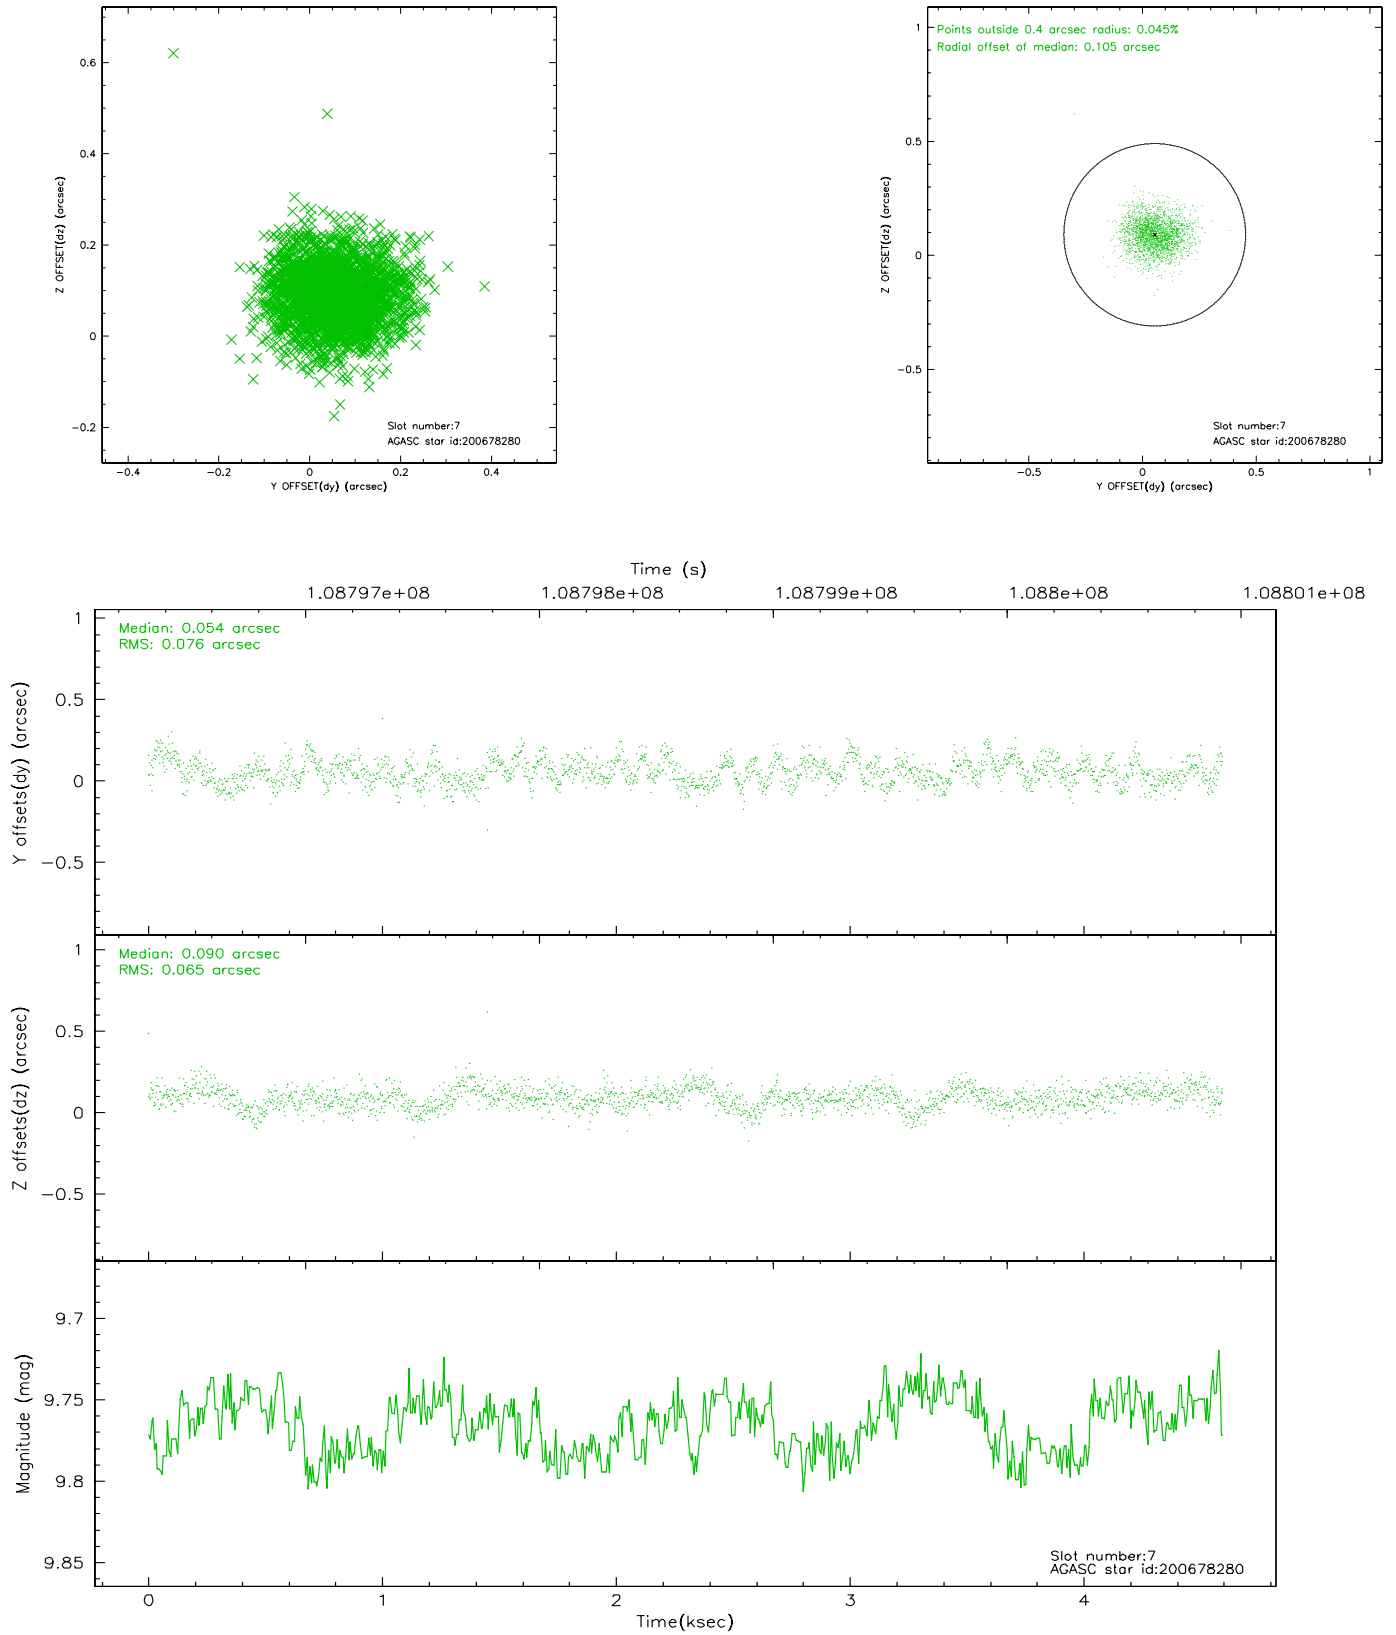 0.6
0.4
0.2
0
−0.2
Z OFFSET(dz) (arcsec)
Slot number:7
AGASC star id:200678280
−0.4 −0.2 0 0.2 0.4
Y OFFSET(dy) (arcsec)
Points outside 0.4 arcsec radius: 0.045%
Radial offset of median: 0.105 arcsec
1
0.5
0
−0.5
Z OFFSET(dz) (arcsec)
Slot number:7
AGASC star id:200678280
−0.5 0 0.5 1
Y OFFSET(dy) (arcsec)
Time (s)
1.08797e+08 1.08798e+08 1.08799e+08 1.088e+08 1.08801e+08
Median: 0.054 arcsec
RMS: 0.076 arcsec
1
0.5
0
−0.5
Y offsets(dy) (arcsec)
Median: 0.090 arcsec
RMS: 0.065 arcsec
1
0.5
0
−0.5
Z offsets(dz) (arcsec)
9.7
9.75
9.8
9.85
Magnitude (mag)
Slot number:7
AGASC star id:200678280
0 1 2 3 4
Time(ksec)